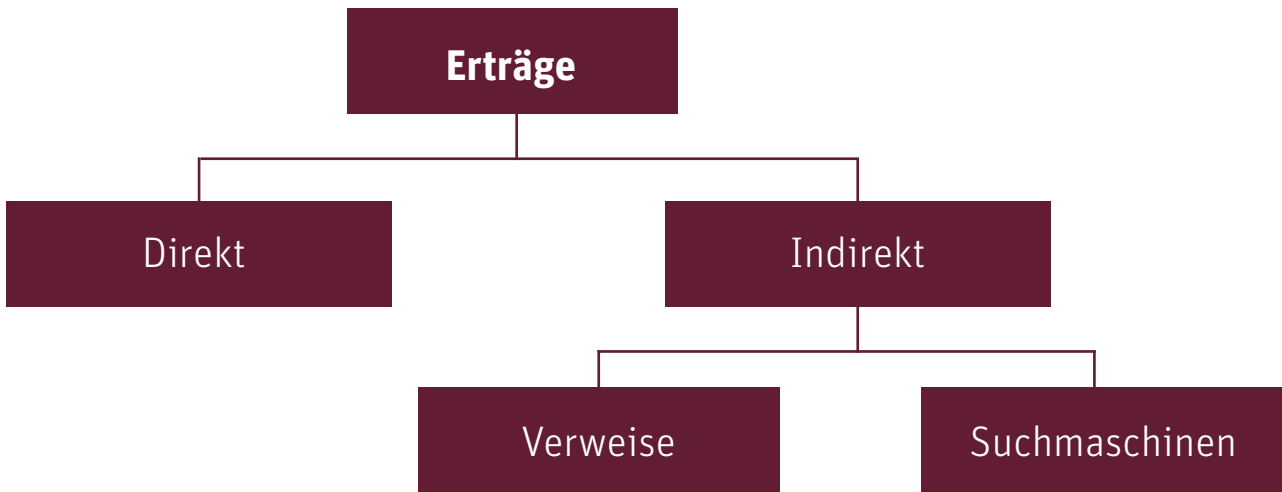 Erträge
Direkt
Indirekt
Verweise
Suchmaschinen